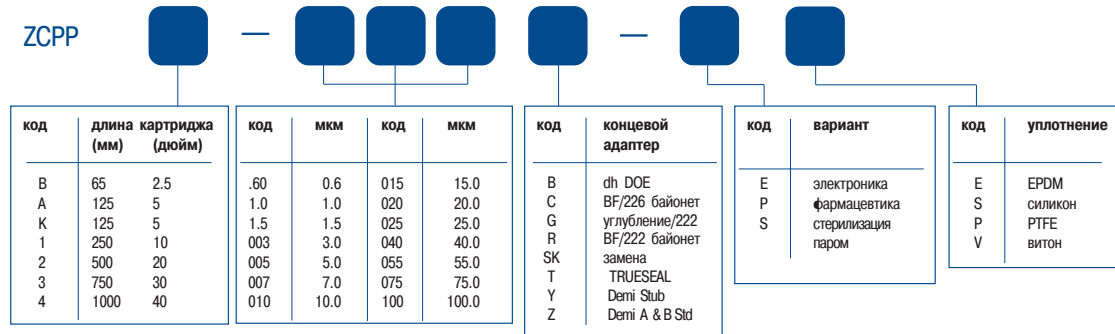 ZCPP — —
код длина картриджа
(мм) (дюйм)
B 65 2.5
A 125 5
K 125 5
1 250 10
2 500 20
3 750 30
4 1000 40
код мкм код мкм
.60 0.6 015 15.0
1.0 1.0 020 20.0
1.5 1.5 025 25.0
003 3.0 040 40.0
005 5.0 055 55.0
007 7.0 075 75.0
010 10.0 100 100.0
код концевой
адаптер
B dh DOE
C BF/226 байонет
G углубление/222
R BF/222 байонет
SK замена
T TRUESEAL
Y Demi Stub
Z Demi A & B Std
код вариант
E электроника
P фармацевтика
S стерилизация
паром
код уплотнение
E EPDM
S силикон
P PTFE
V витон